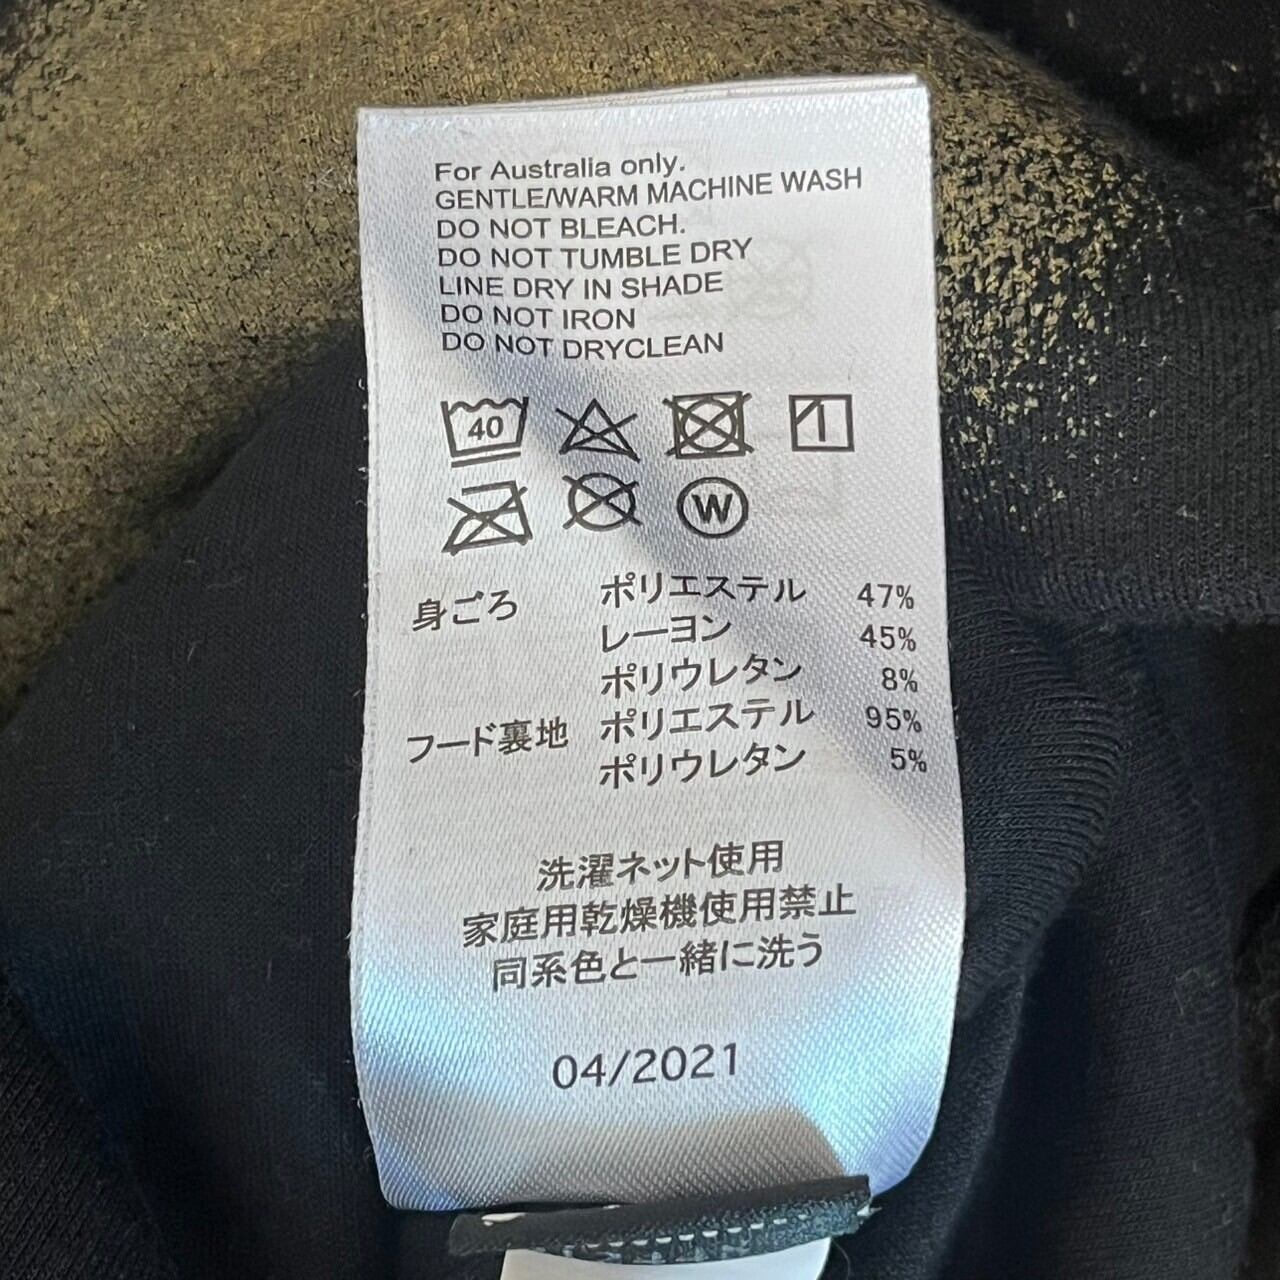 For Australia only.
GENTLE/WARM MACHINE WASH
DO NOT BLEACH.
DO NOT TUMBLE DRY
LINE DRY IN SHADE
DO NOT IRON
DO NOT DRYCLEAN
40
W
身ごろ ポリエステル 47%
レーヨン 45%
ポリウレタン 8%
フード裏地 ポリエステル 95%
ポリウレタン 5%
洗濯ネット使用
家庭用乾燥機使用禁止
同系色と一緒に洗う
04/2021